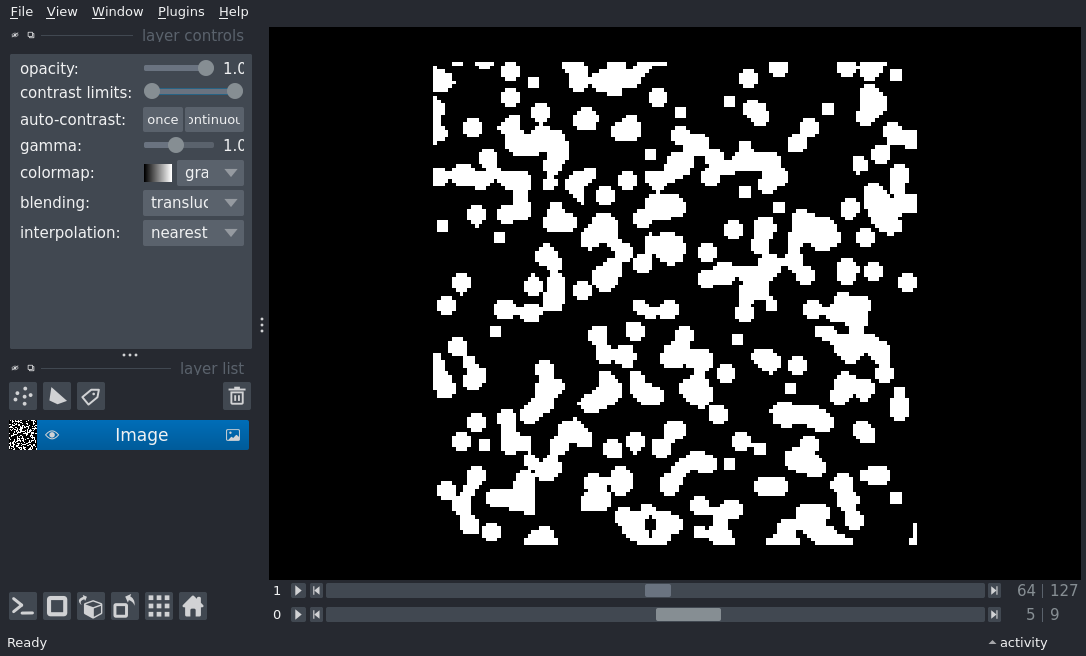 File View Window Plugins Help
layer controls
opacity: 1.0
contrast limits:
auto-contrast: once ontinuou
gamma: 1.0
colormap: gra
blending: transluc
interpolation: nearest
layer list
Image
1 64 | 127
0 5 | 9
Ready activity